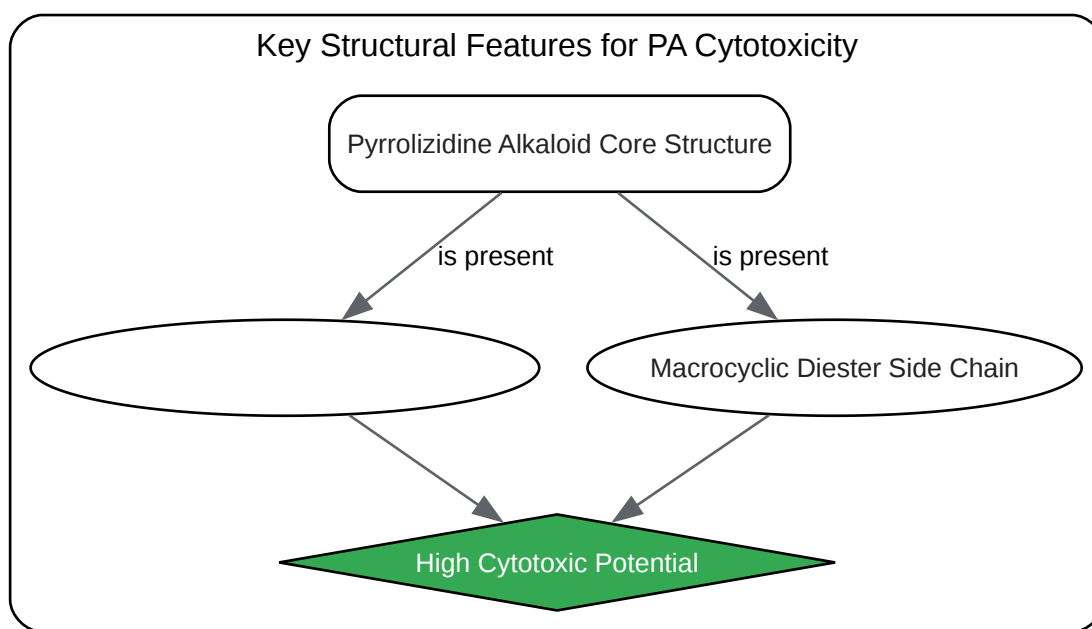 Key Structural Features for PA Cytotoxicity
Pyrrolizidine Alkaloid Core Structure
is present
is present
Macrocyclic Diester Side Chain
High Cytotoxic Potential